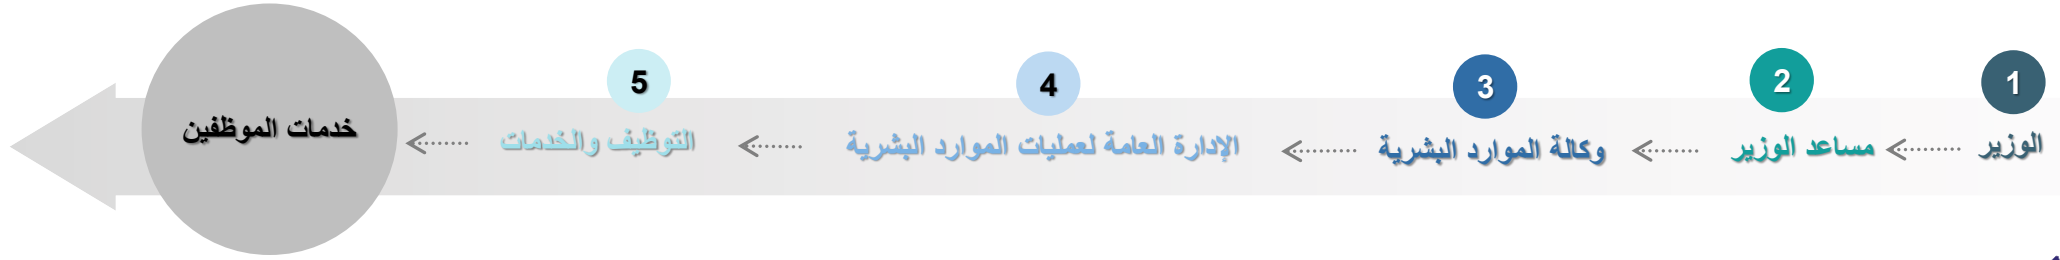 1
الوزير
2
مساعد الوزير
3
وكالة الموارد البشرية
4
الإدارة العامة لعمليات الموارد البشرية
5
التوظيف والخدمات
خدمات الموظفين